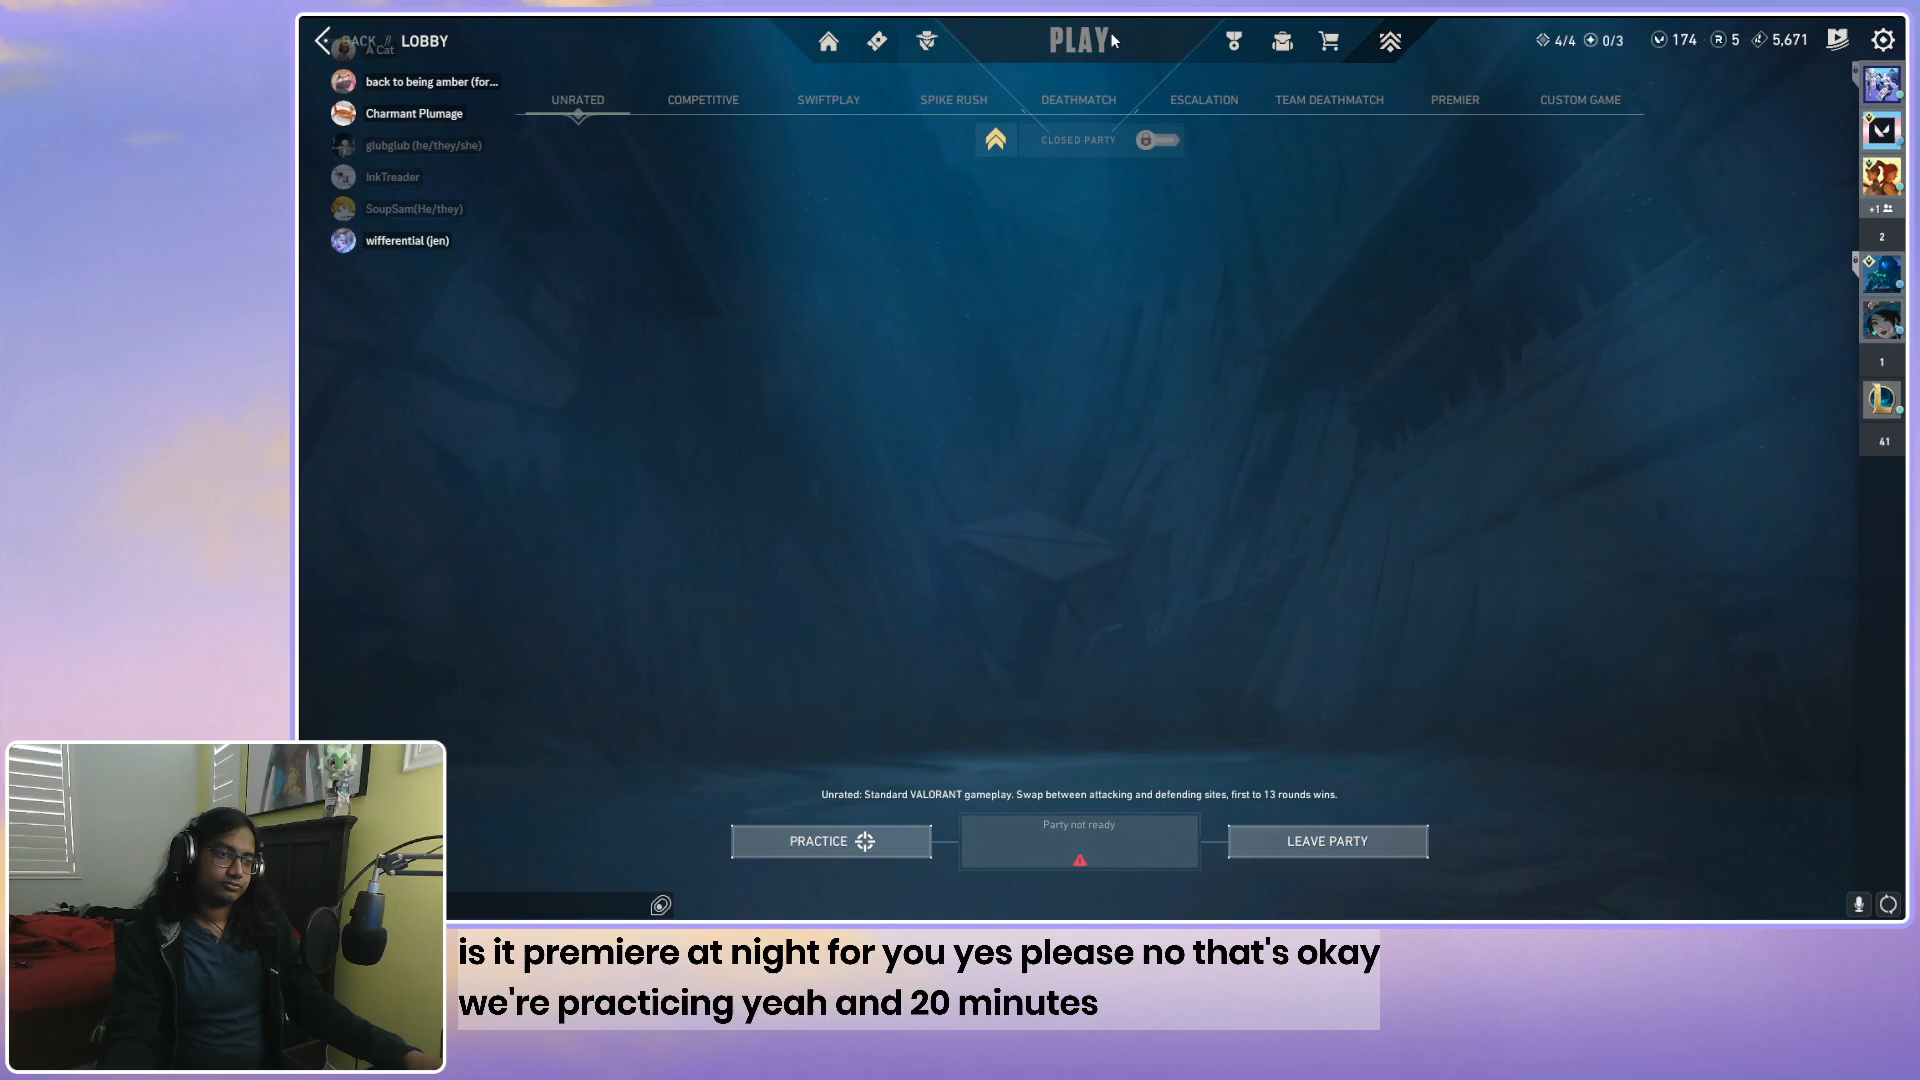 BACK // LOBBY
PLAY
4/4 0/3 174 R 5 5,671
A Cat
back to being amber (for...
Charmant Plumage
glubglub (he/they/she)
InkTreader
SoupSam(He/they)
wifferential (jen)
UNRATED COMPETITIVE SWIFTPLAY SPIKE RUSH DEATHMATCH ESCALATION TEAM DEATHMATCH PREMIER CUSTOM GAME
CLOSED PARTY
+1
2
1
41
Unrated: Standard VALORANT gameplay. Swap between attacking and defending sites, first to 13 rounds wins.
PRACTICE
Party not ready
LEAVE PARTY
is it premiere at night for you yes please no that's okay
we're practicing yeah and 20 minutes